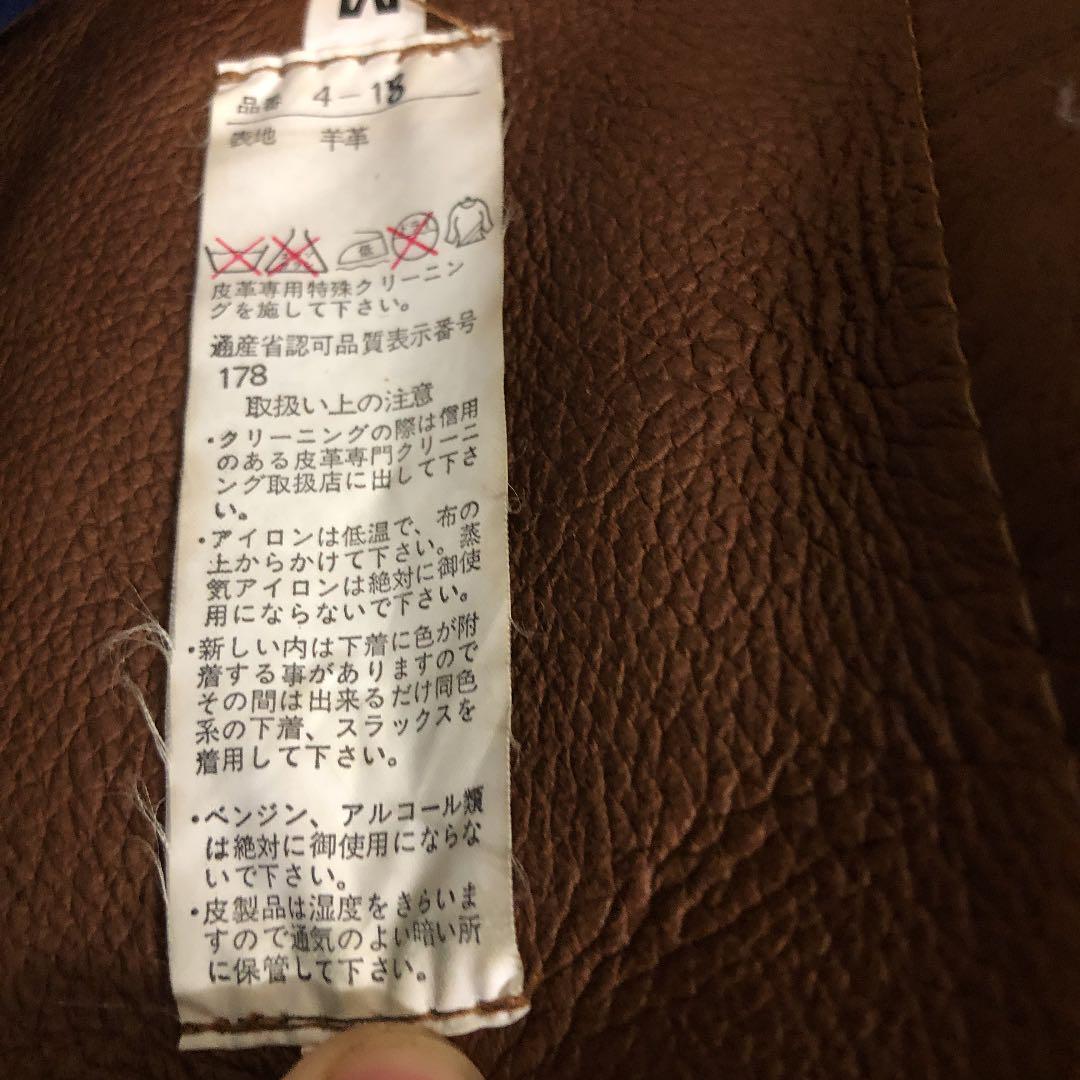 M
品番 4-18
表地 羊革
低
皮革専用特殊クリーニン
グを施して下さい。
通産省認可品質表示番号
178
取扱い上の注意
・クリーニングの際は信用
のある皮革専門クリーニ
ング取扱店に出して下さ
い。
・アイロンは低温で、布の
上からかけて下さい。蒸
気アイロンは絶対に御使
用にならないで下さい。
・新しい内は下着に色が附
着する事がありますので
その間は出来るだけ同色
系の下着、スラックスを
着用して下さい。
・ベンジン、アルコール類
は絶対に御使用にならな
いで下さい。
・皮製品は湿度をきらいま
すので通気のよい暗い所
に保管して下さい。